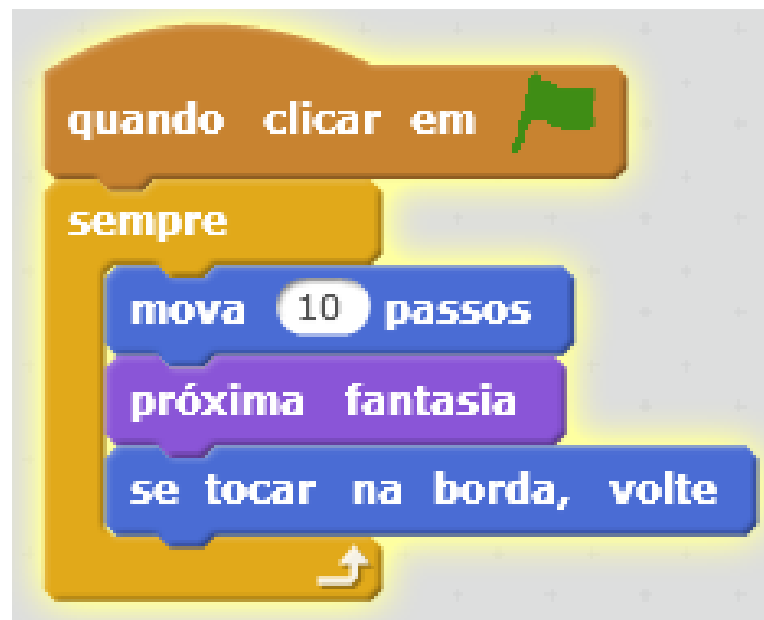 quando clicar em
sempre
mova 10 passos
próxima fantasia
se tocar na borda, volte